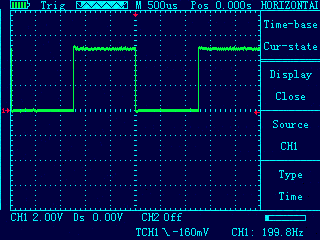 Trig M 500us Pos 0.000s HORIZONTAL
Time-base
Cur-state
Display
Close
Source
CH1
Type
Time
1
CH1 2.00V Ds 0.00V CH2 Off
TCH1 -160mV CH1: 199.8Hz